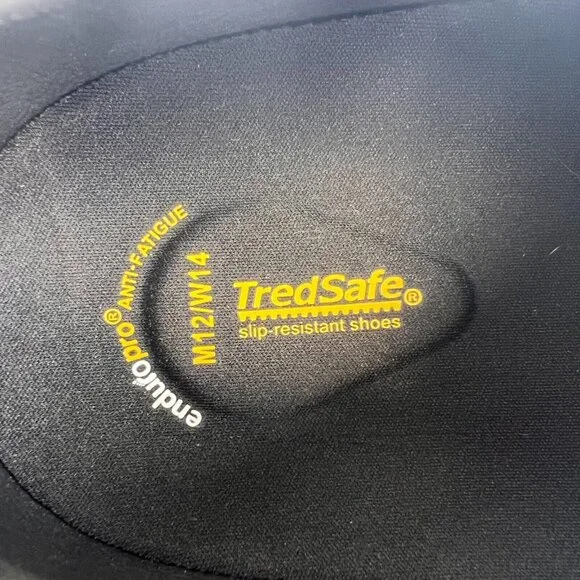 TredSafe®
slip-resistant shoes
M12/W14
enduropro® ANTI-FATIGUE